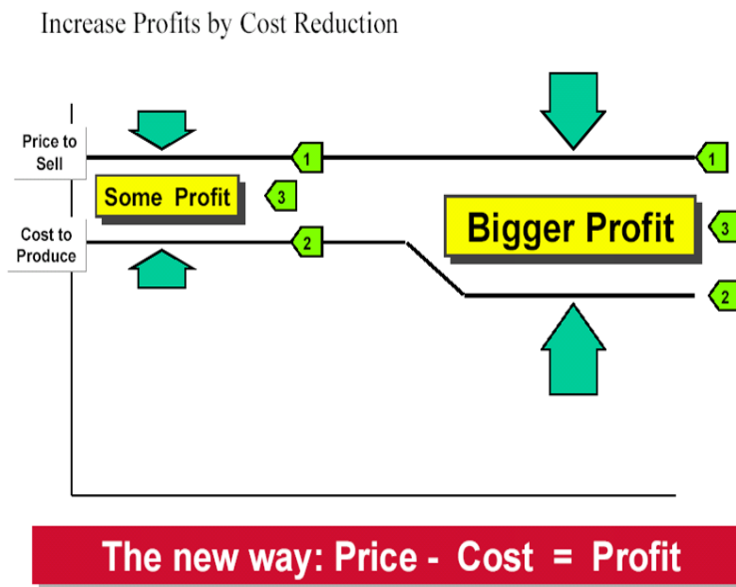 Increase Profits by Cost Reduction
Price to
Sell
1
1
Some Profit
3
Bigger Profit
3
Cost to
Produce
2
2
The new way: Price - Cost = Profit